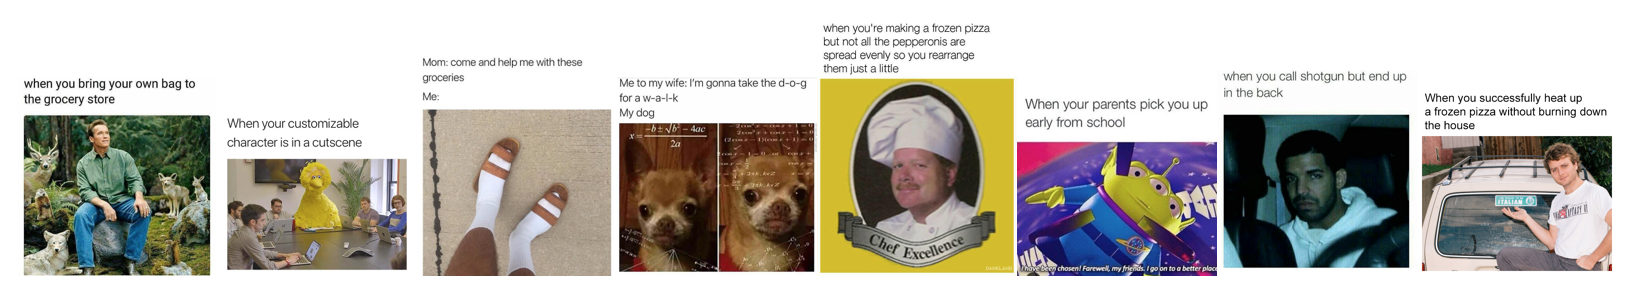 when you bring your own bag to
the grocery store
When your customizable
character is in a cutscene
Mom: come and help me with these
groceries
Me:
Me to my wife: I'm gonna take the d-o-g
for a w-a-l-k
My dog
x = -b ± √b² - 4ac
2a
when you're making a frozen pizza
but not all the pepperonis are
spread evenly so you rearrange
them just a little
Chef Excellence
When your parents pick you up
early from school
I have been chosen! Farewell, my friends. I go on to a better place
when you call shotgun but end up
in the back
When you successfully heat up
a frozen pizza without burning down
the house
ITALIAN